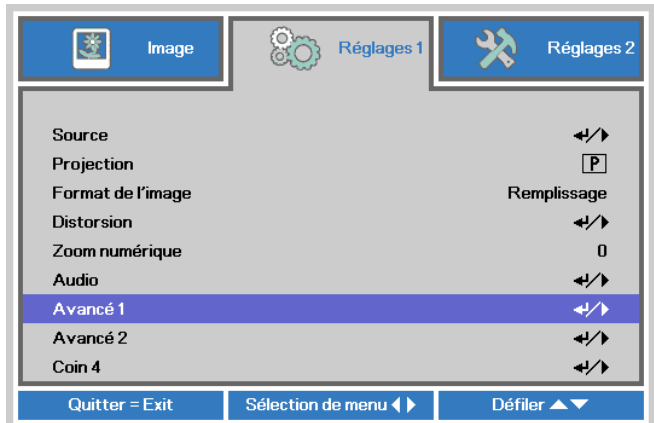 Image Réglages 1 Réglages 2
Source
Projection P
Format de l'image Remplissage
Distorsion
Zoom numérique 0
Audio
Avancé 1
Avancé 2
Coin 4
Quitter = Exit Sélection de menu Défiler